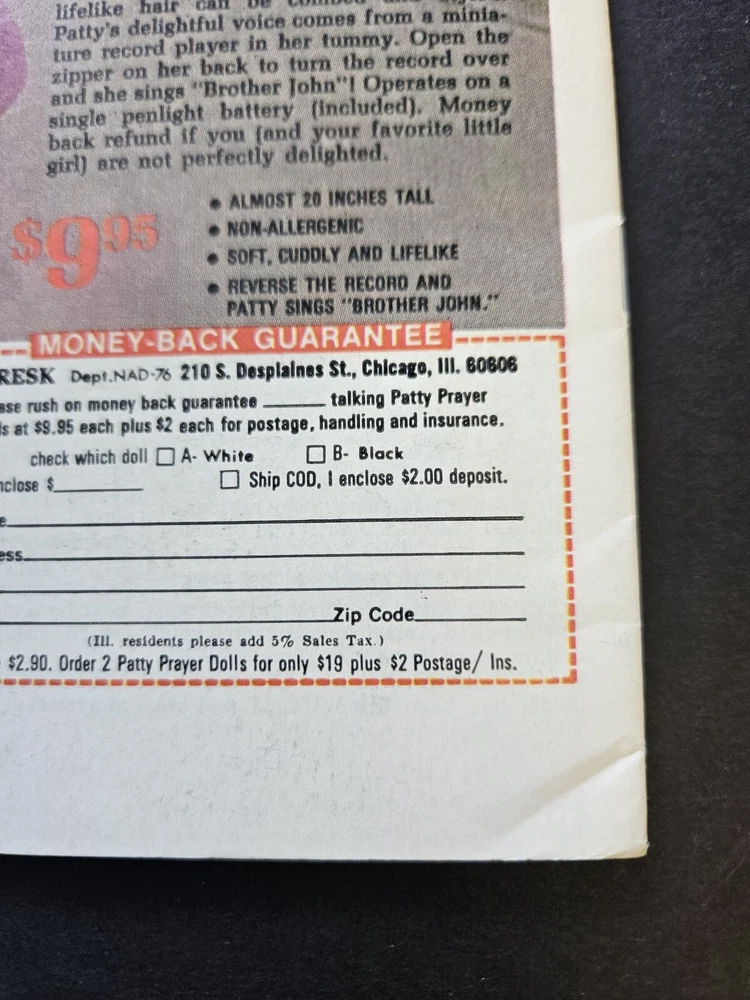 lifelike hair can be combed and
Patty's delightful voice comes from a minia-
ture record player in her tummy. Open the
zipper on her back to turn the record over
and she sings "Brother John"! Operates on a
single penlight battery (included). Money
back refund if you (and your favorite little
girl) are not perfectly delighted.
$9.95
• ALMOST 20 INCHES TALL
• NON-ALLERGENIC
• SOFT, CUDDLY AND LIFELIKE
• REVERSE THE RECORD AND
PATTY SINGS "BROTHER JOHN."
MONEY-BACK GUARANTEE
RESK Dept.NAD-76 210 S. Desplaines St., Chicago, Ill. 60606
ase rush on money back guarantee ______ talking Patty Prayer
ls at $9.95 each plus $2 each for postage, handling and insurance.
check which doll □ A- White □ B- Black
nclose $________ □ Ship COD, I enclose $2.00 deposit.
e
ess
Zip Code
(Ill. residents please add 5% Sales Tax.)
$2.90. Order 2 Patty Prayer Dolls for only $19 plus $2 Postage/ Ins.